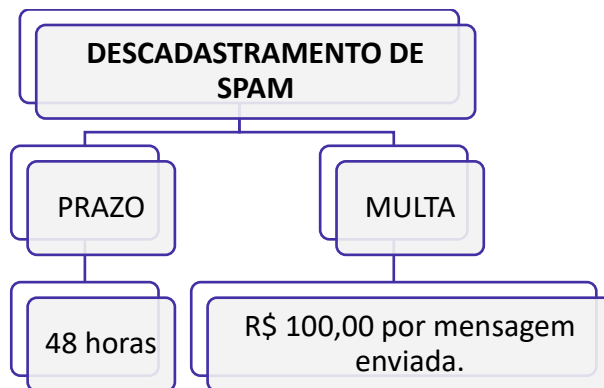 DESCADASTRAMENTO DE
SPAM
PRAZO
MULTA
48 horas
R$ 100,00 por mensagem
enviada.